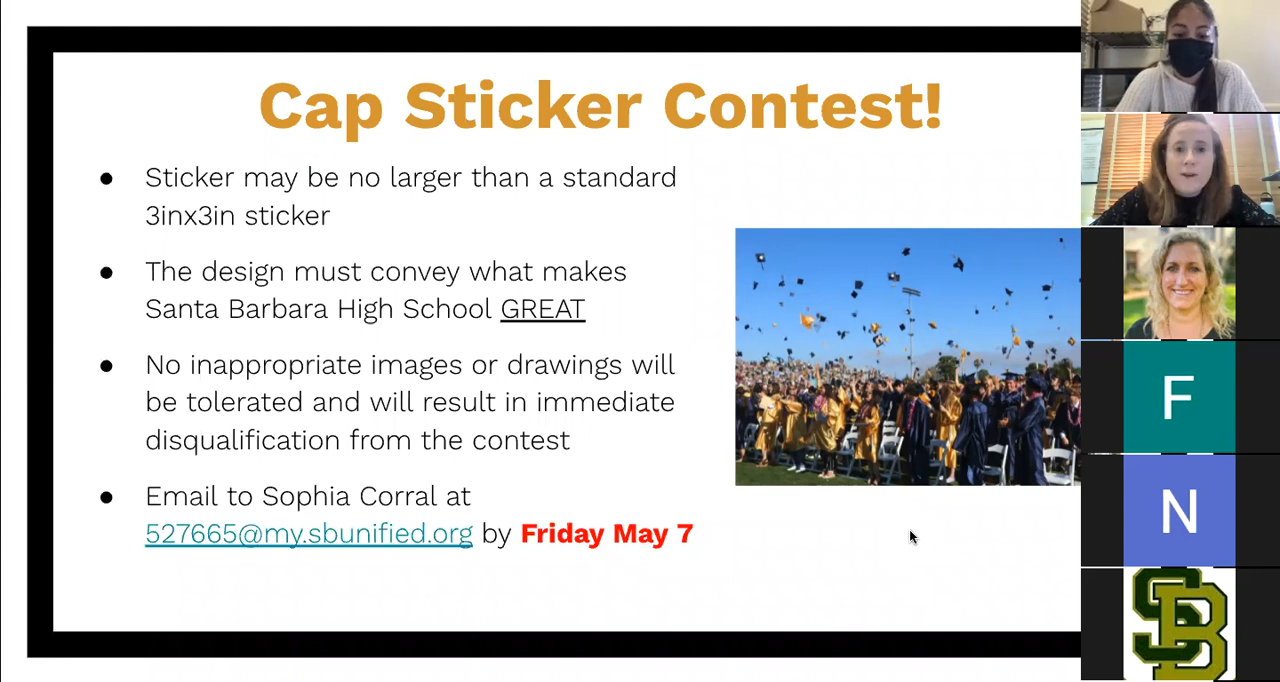 Cap Sticker Contest!
● Sticker may be no larger than a standard
3inx3in sticker
● The design must convey what makes
Santa Barbara High School GREAT
● No inappropriate images or drawings will
be tolerated and will result in immediate
disqualification from the contest
● Email to Sophia Corral at
527665@my.sbunified.org by Friday May 7
F
N
SB